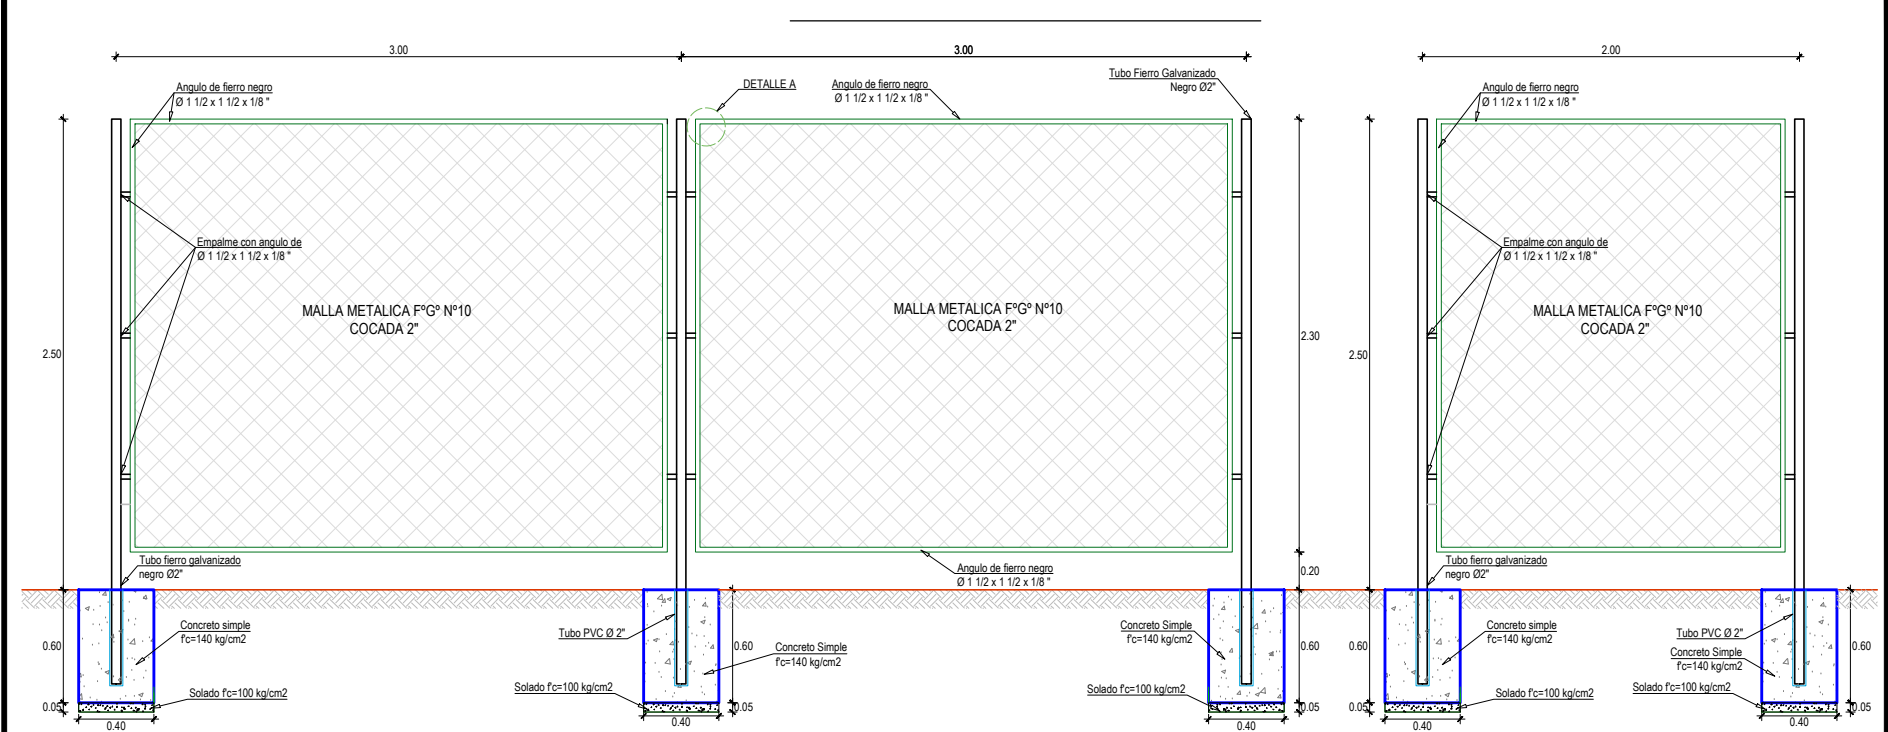 3.00
3.00
2.00
Angulo de fierro negro
Ø 1 1/2 x 1 1/2 x 1/8 "
DETALLE A
Angulo de fierro negro
Ø 1 1/2 x 1 1/2 x 1/8 "
Tubo Fierro Galvanizado
Negro Ø2"
Angulo de fierro negro
Ø 1 1/2 x 1 1/2 x 1/8 "
Empalme con angulo de
Ø 1 1/2 x 1 1/2 x 1/8 "
Empalme con angulo de
Ø 1 1/2 x 1 1/2 x 1/8 "
MALLA METALICA FºGº Nº10
COCADA 2"
MALLA METALICA FºGº Nº10
COCADA 2"
MALLA METALICA FºGº Nº10
COCADA 2"
2.50
2.30
2.50
Tubo fierro galvanizado
negro Ø2"
Angulo de fierro negro
Ø 1 1/2 x 1 1/2 x 1/8 "
0.20
Tubo fierro galvanizado
negro Ø2"
0.60
Concreto simple
f'c=140 kg/cm2
Tubo PVC Ø 2"
0.60
Concreto Simple
f'c=140 kg/cm2
Concreto Simple
f'c=140 kg/cm2
0.60
0.60
Concreto simple
f'c=140 kg/cm2
Tubo PVC Ø 2"
Concreto Simple
f'c=140 kg/cm2
0.60
Solado f'c=100 kg/cm2
Solado f'c=100 kg/cm2
Solado f'c=100 kg/cm2
Solado f'c=100 kg/cm2
Solado f'c=100 kg/cm2
0.05
0.05
0.05
0.05
0.05
0.40
0.40
0.40
0.40
0.40